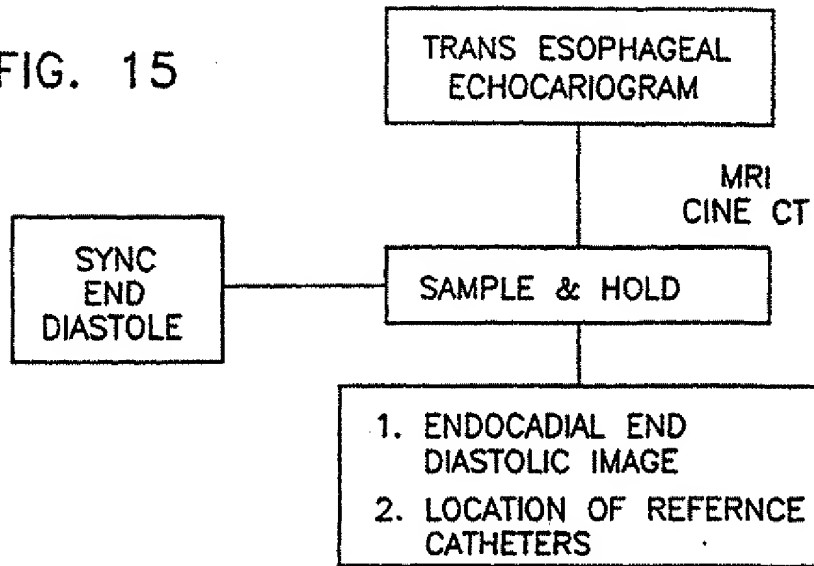 FIG. 15
TRANS ESOPHAGEAL
ECHOCARIOGRAM
MRI
CINE CT
SYNC
END
DIASTOLE
SAMPLE & HOLD
1. ENDOCADIAL END
DIASTOLIC IMAGE
2. LOCATION OF REFERNCE
CATHETERS